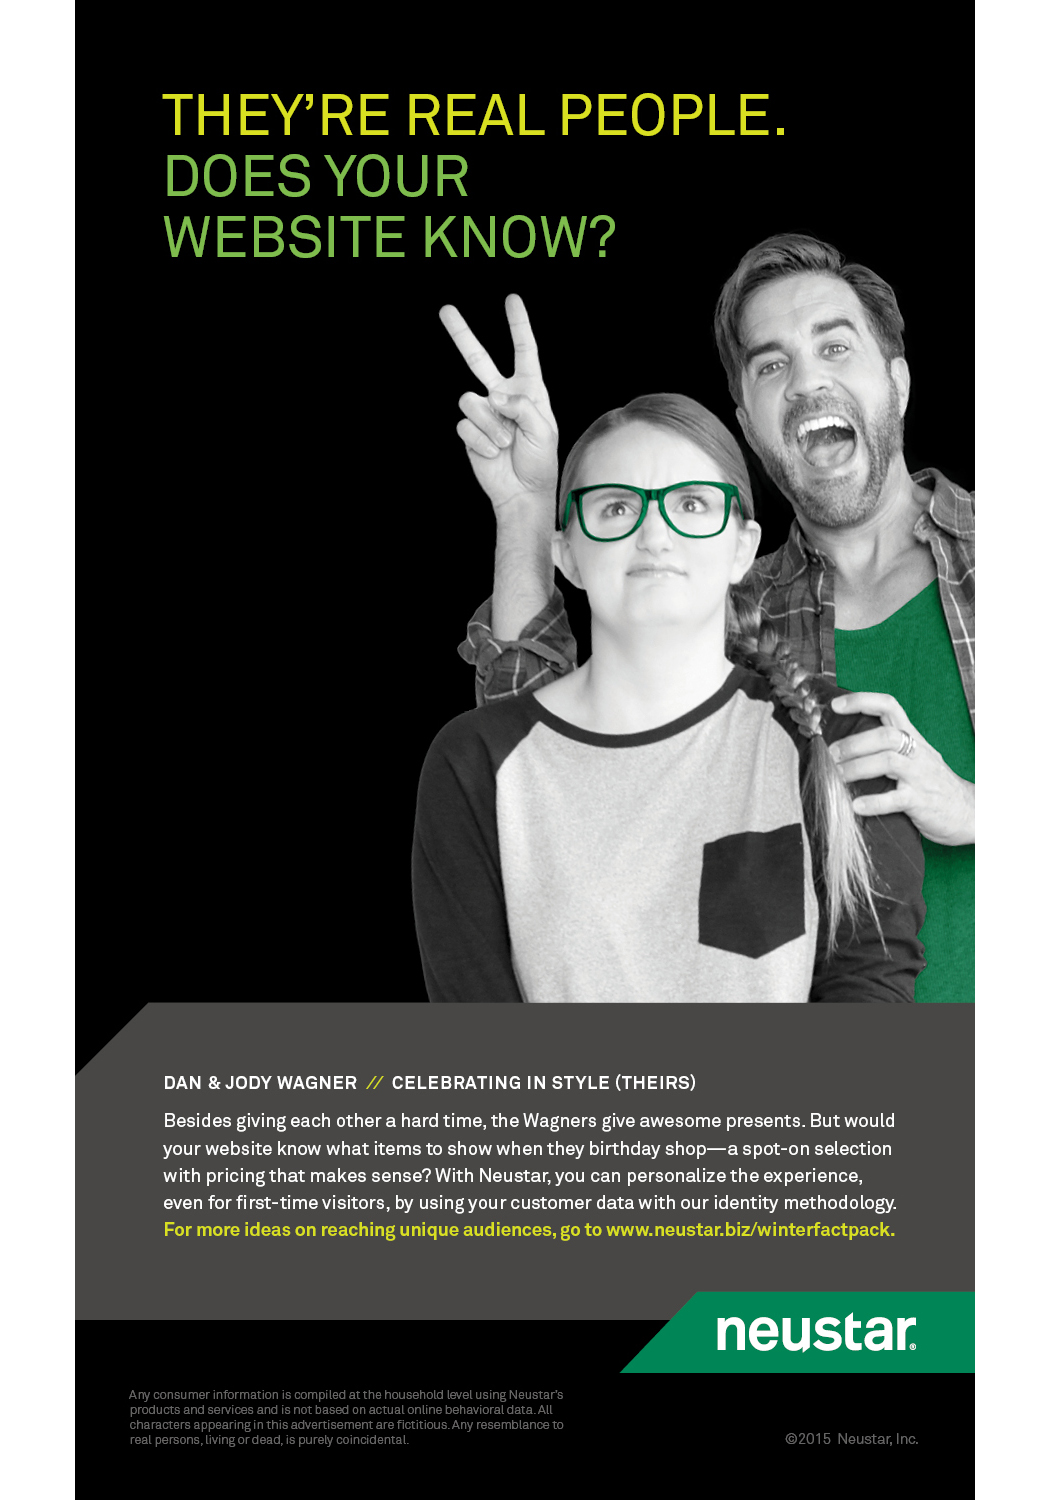 THEY’RE REAL PEOPLE.
DOES YOUR
WEBSITE KNOW?
DAN & JODY WAGNER // CELEBRATING IN STYLE (THEIRS)
Besides giving each other a hard time, the Wagners give awesome presents. But would
your website know what items to show when they birthday shop—a spot-on selection
with pricing that makes sense? With Neustar, you can personalize the experience,
even for first-time visitors, by using your customer data with our identity methodology.
For more ideas on reaching unique audiences, go to www.neustar.biz/winterfactpack.
neustar®
Any consumer information is compiled at the household level using Neustar’s
products and services and is not based on actual online behavioral data. All
characters appearing in this advertisement are fictitious. Any resemblance to
real persons, living or dead, is purely coincidental.
©2015 Neustar, Inc.